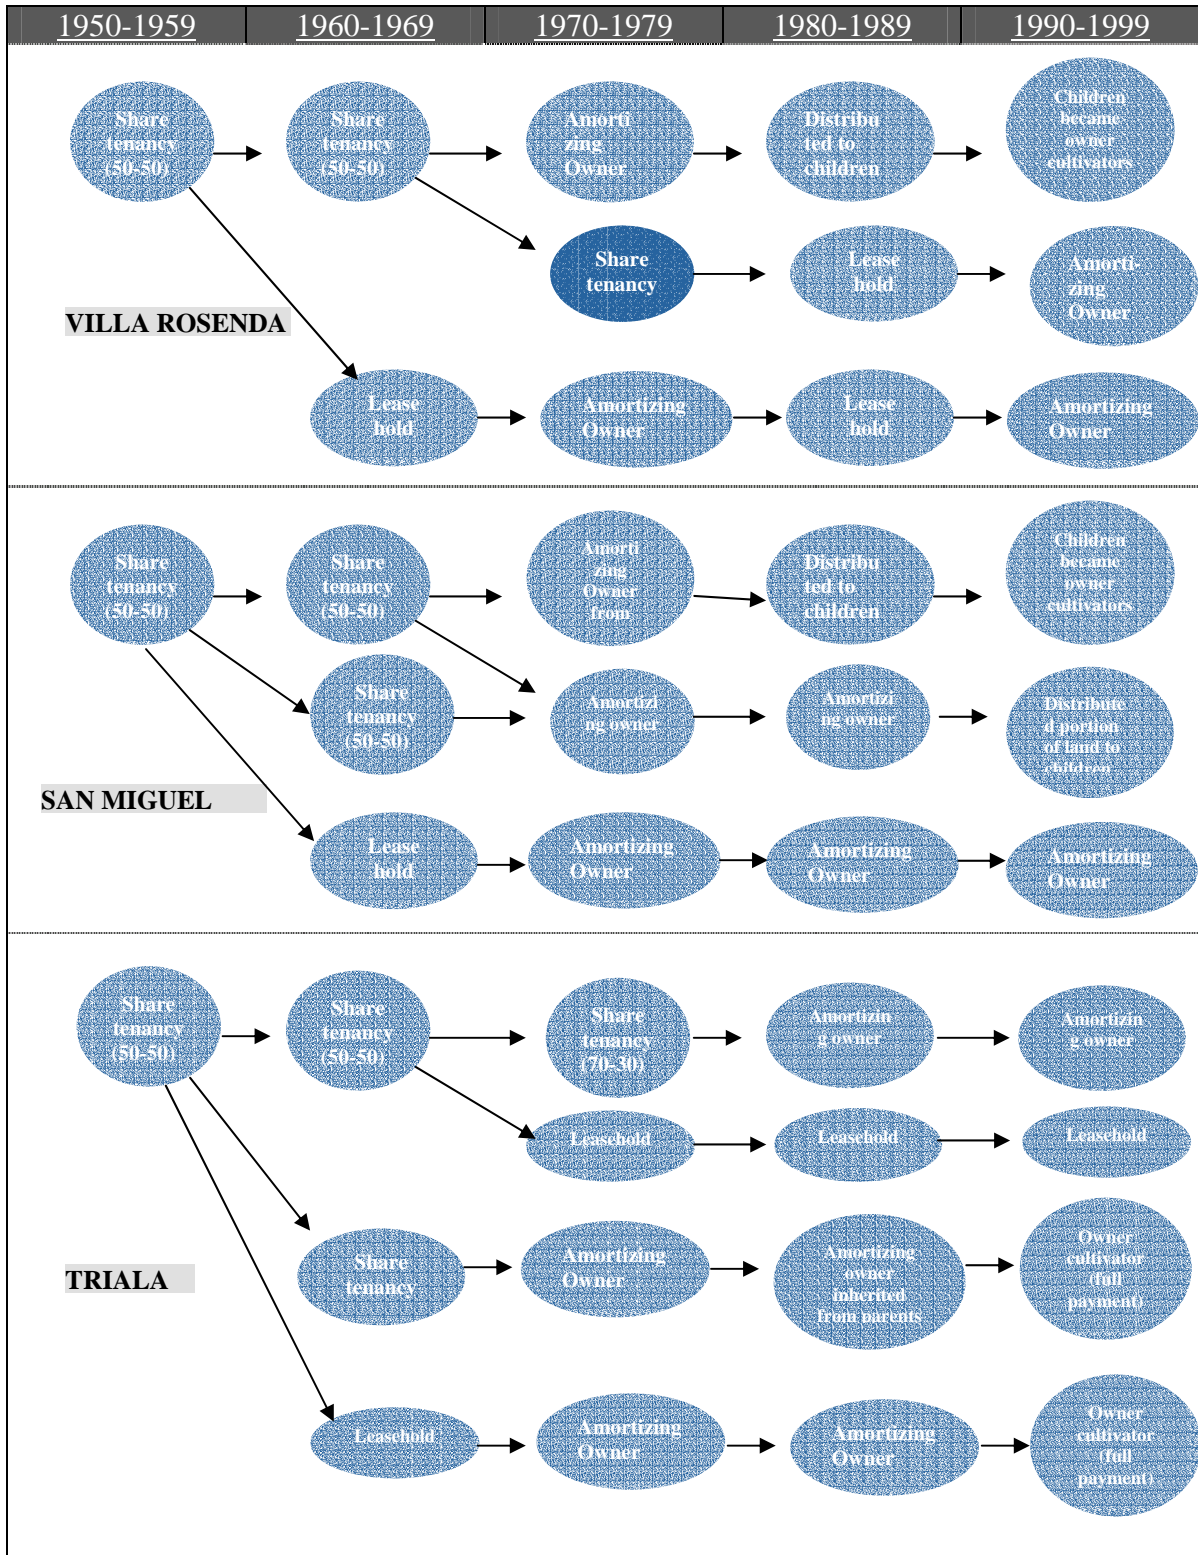 1950-1959 1960-1969 1970-1979 1980-1989 1990-1999
Share
tenancy
(50-50)
Share
tenancy
(50-50)
Amorti
zing
Owner
Distribu
ted to
children
Children
became
owner
cultivators
Share
tenancy
Lease
hold
Amorti-
zing
Owner
VILLA ROSENDA
Lease
hold
Amortizing
Owner
Lease
hold
Amortizing
Owner
Share
tenancy
(50-50)
Share
tenancy
(50-50)
Amorti
zing
Owner
from
Distribu
ted to
children
Children
became
owner
cultivators
Share
tenancy
(50-50)
Amortizi
ng owner
Amortizi
ng owner
Distribute
d portion
of land to
children
SAN MIGUEL
Lease
hold
Amortizing
Owner
Amortizing
Owner
Amortizing
Owner
Share
tenancy
(50-50)
Share
tenancy
(50-50)
Share
tenancy
(70-30)
Amortizin
g owner
Amortizin
g owner
Leasehold
Leasehold
Leasehold
TRIALA
Share
tenancy
Amortizing
Owner
Amortizing
owner
inherited
from parents
Owner
cultivator
(full
payment)
Leasehold
Amortizing
Owner
Amortizing
Owner
Owner
cultivator
(full
payment)